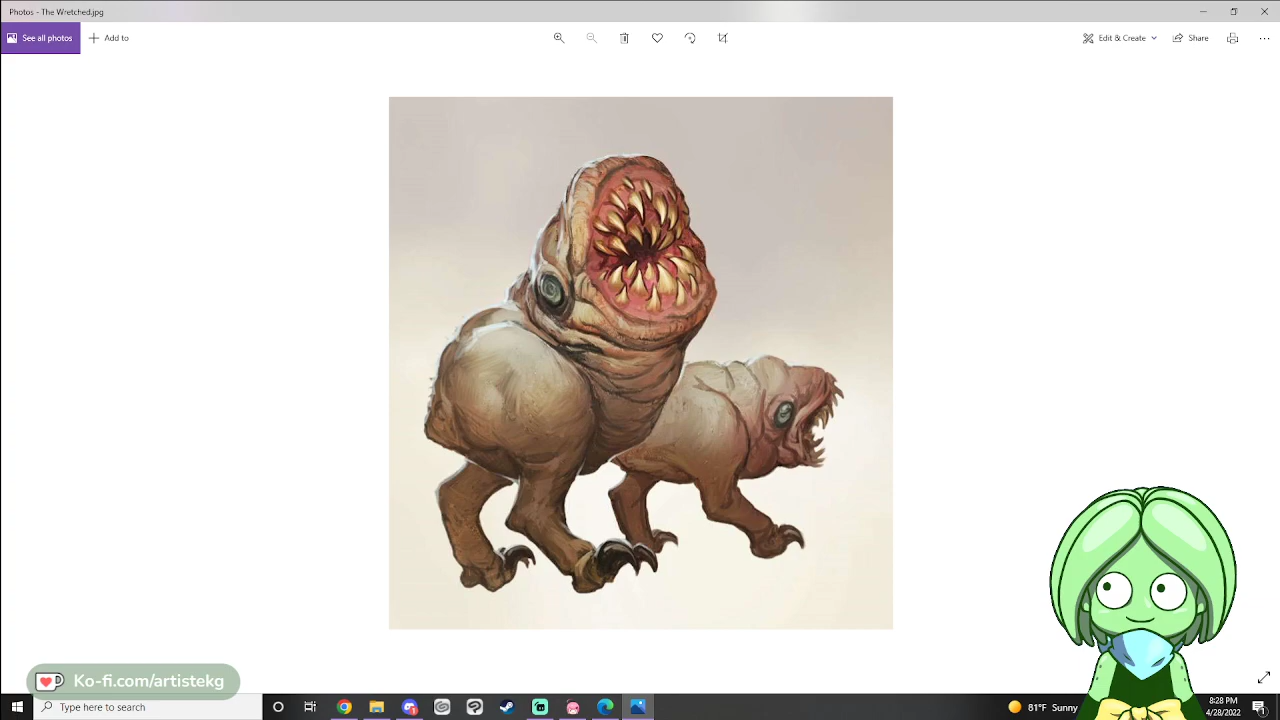 Photos - The Wretched.jpg
See all photos
Add to
Edit & Create
Share
Ko-fi.com/artistekg
Type here to search
81°F Sunny
8:28 PM
4/28/2022